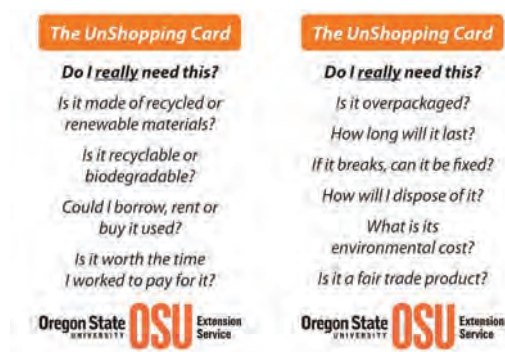 The UnShopping Card
Do I really need this?
Is it made of recycled or
renewable materials?
Is it recyclable or
biodegradable?
Could I borrow, rent or
buy it used?
Is it worth the time
I worked to pay for it?
Oregon State
UNIVERSITY
OSU
Extension
Service
The UnShopping Card
Do I really need this?
Is it overpackaged?
How long will it last?
If it breaks, can it be fixed?
How will I dispose of it?
What is its
environmental cost?
Is it a fair trade product?
Oregon State
UNIVERSITY
OSU
Extension
Service